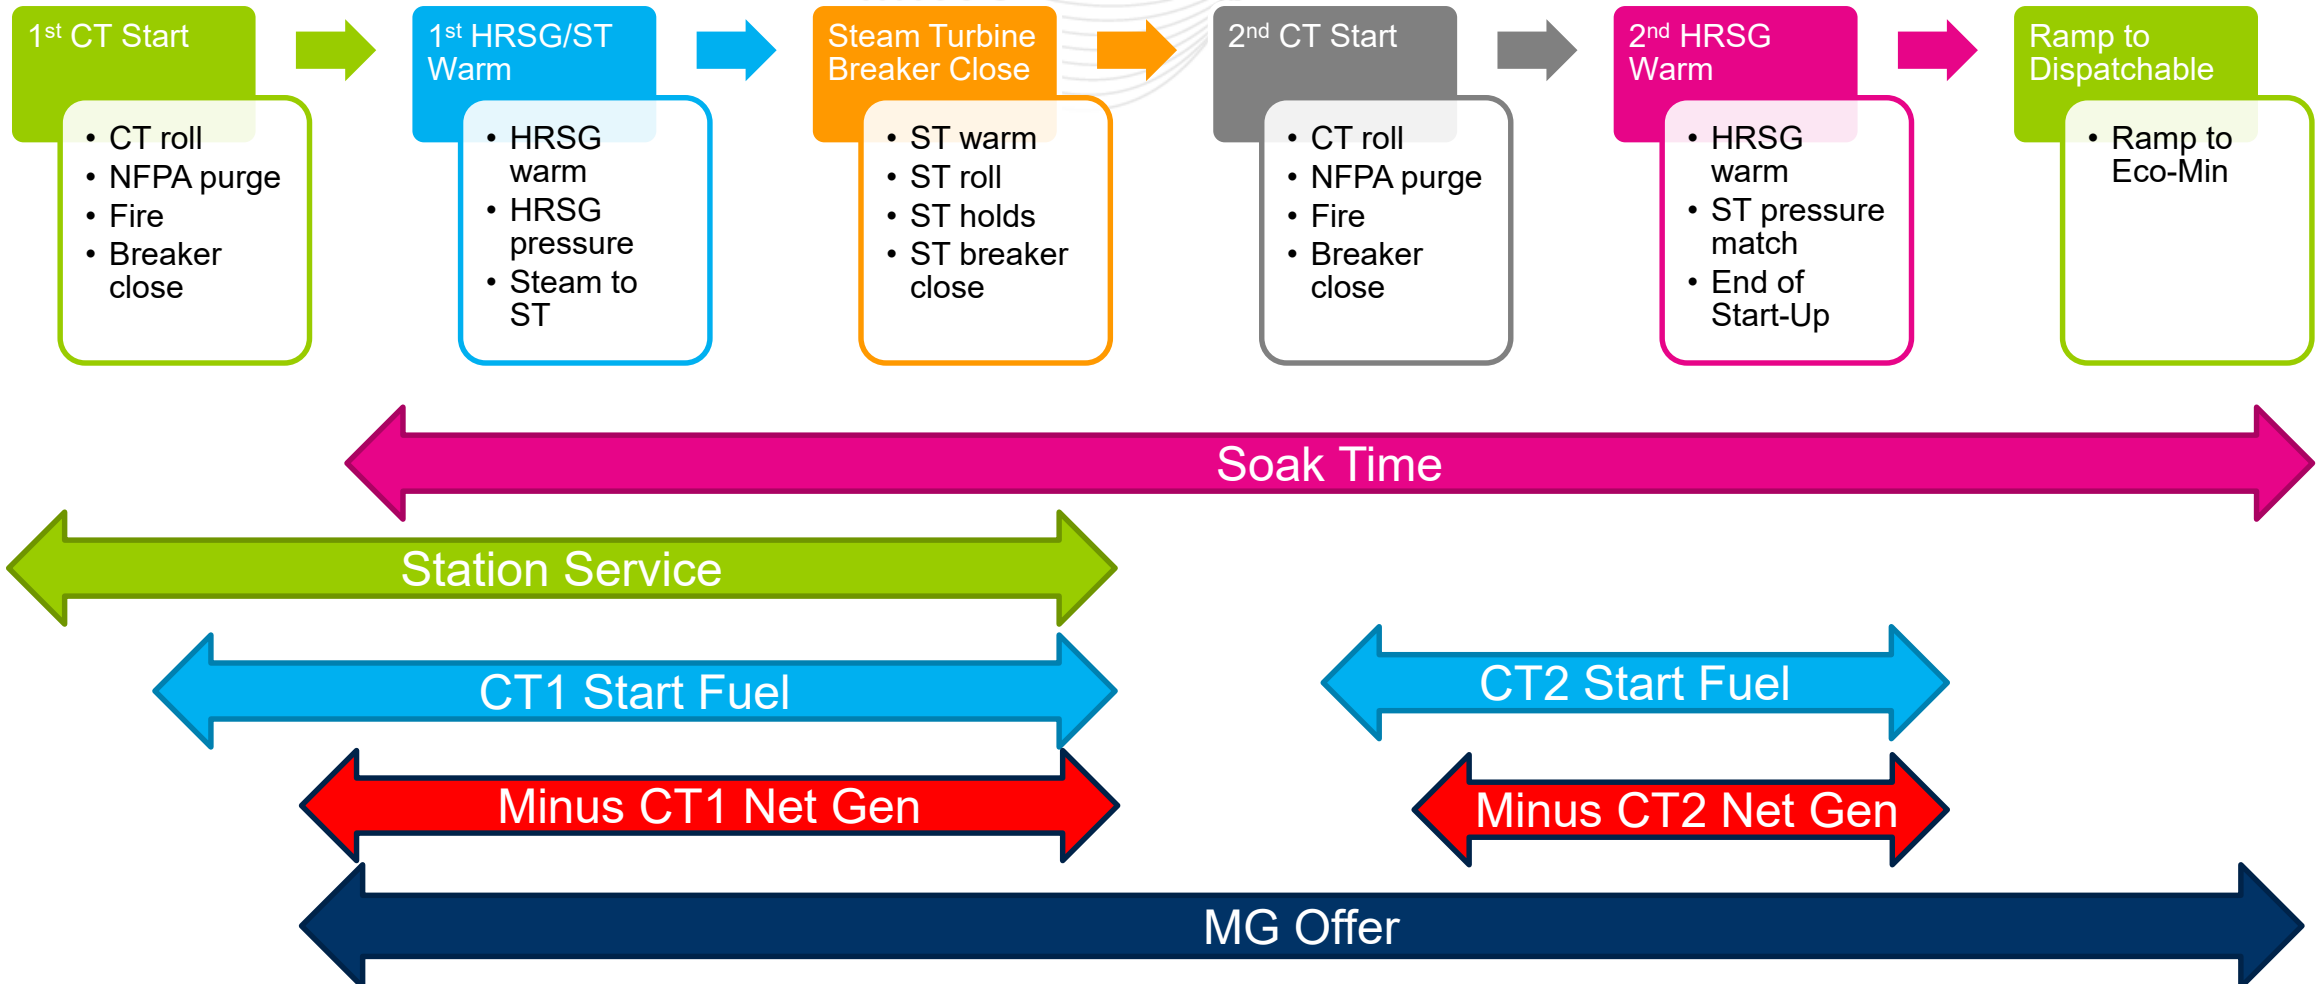 1st CT Start
• CT roll
• NFPA purge
• Fire
• Breaker
close
1st HRSG/ST
Warm
• HRSG
warm
• HRSG
pressure
• Steam to
ST
Steam Turbine
Breaker Close
• ST warm
• ST roll
• ST holds
• ST breaker
close
2nd CT Start
• CT roll
• NFPA purge
• Fire
• Breaker
close
2nd HRSG
Warm
• HRSG
warm
• ST pressure
match
• End of
Start-Up
Ramp to
Dispatchable
• Ramp to
Eco-Min
Soak Time
Station Service
CT1 Start Fuel
CT2 Start Fuel
Minus CT1 Net Gen
Minus CT2 Net Gen
MG Offer